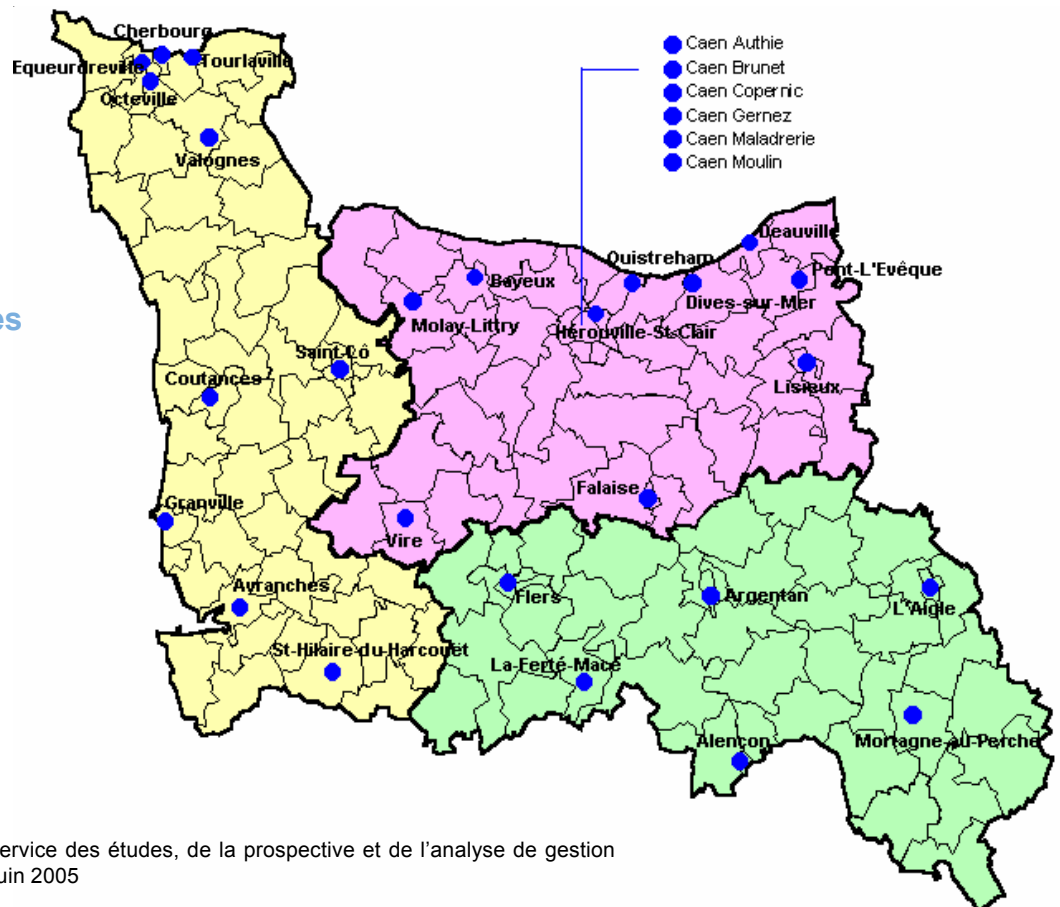 Cherbourg
Equeurdreville
Tourlaville
Octeville
Valognes
Caen Authie
Caen Brunet
Caen Copernic
Caen Gernez
Caen Maladrerie
Caen Moulin
Deauville
Ouistreham
Pont-L'Evêque
Bayeux
Dives-sur-Mer
Molay-Littry
Hérouville-St-Clair
es
Saint-Lô
Coutances
Lisieux
Falaise
Granville
Vire
Avranches
Flers
Argentan
L'Aigle
St-Hilaire-du-Harcouët
La-Ferté-Macé
Alençon
Mortagne-au-Perche
ervice des études, de la prospective et de l'analyse de gestion
uin 2005